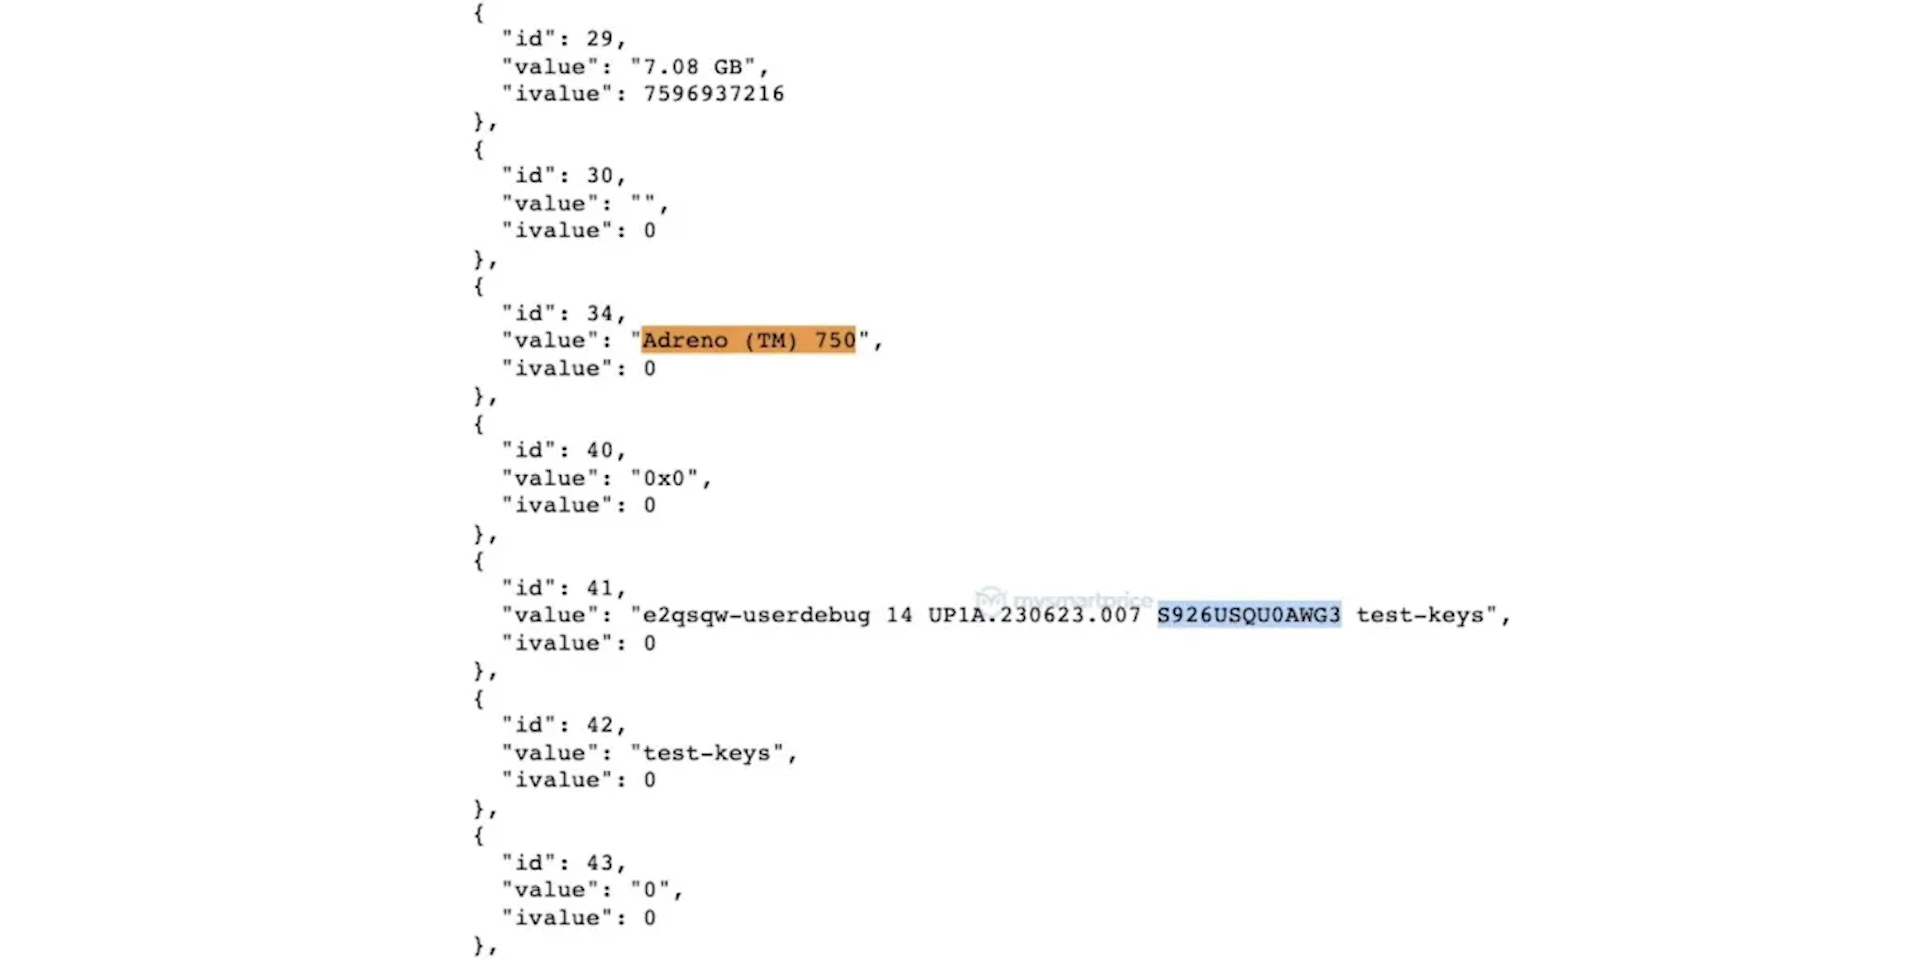 {
"id": 29,
"value": "7.08 GB",
"ivalue": 7596937216
},
{
"id": 30,
"value": "",
"ivalue": 0
},
{
"id": 34,
"value": "Adreno (TM) 750",
"ivalue": 0
},
{
"id": 40,
"value": "0x0",
"ivalue": 0
},
{
"id": 41,
mysmartprice
"value": "e2qsqw-userdebug 14 UP1A.230623.007 S926USQU0AWG3 test-keys",
"ivalue": 0
},
{
"id": 42,
"value": "test-keys",
"ivalue": 0
},
{
"id": 43,
"value": "0",
"ivalue": 0
},